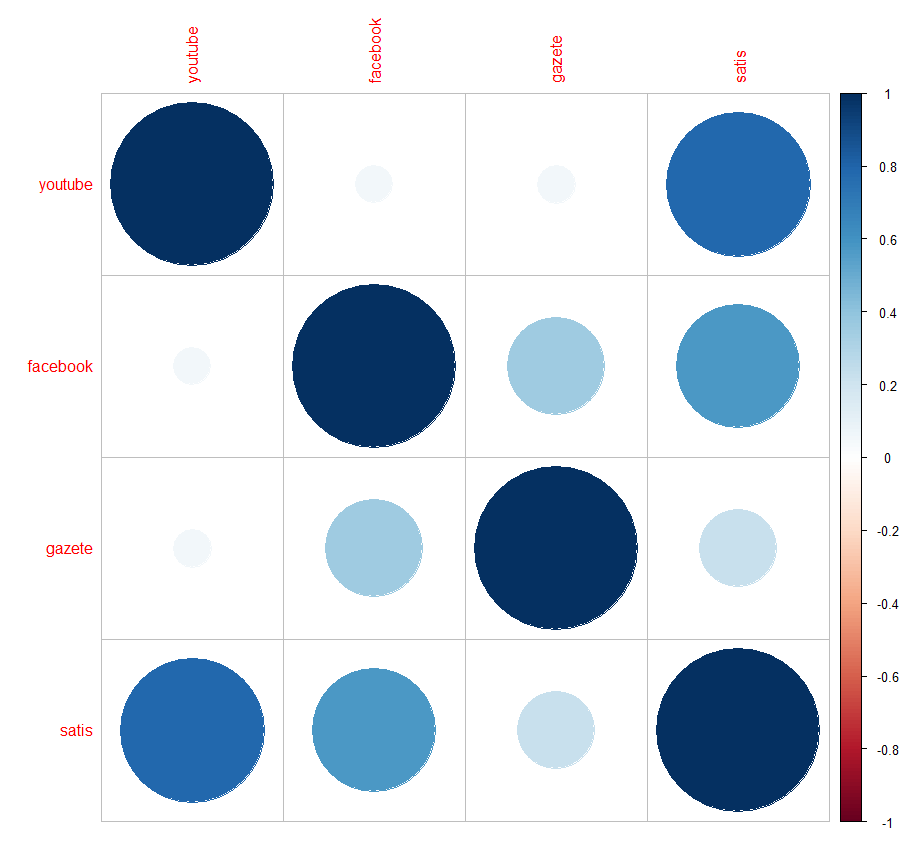 youtube
facebook
gazete
satis
youtube
facebook
gazete
satis
1
0.8
0.6
0.4
0.2
0
-0.2
-0.4
-0.6
-0.8
-1